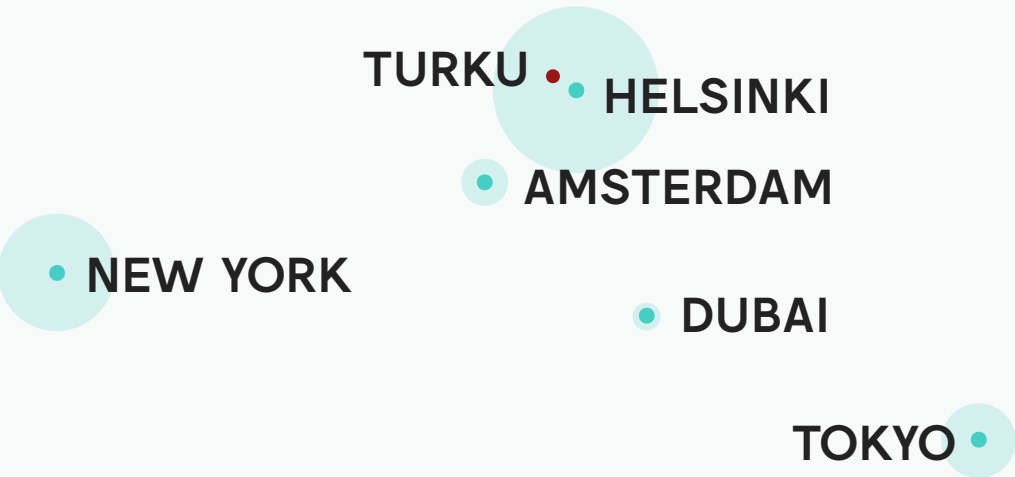 TURKU
HELSINKI
AMSTERDAM
NEW YORK
DUBAI
TOKYO